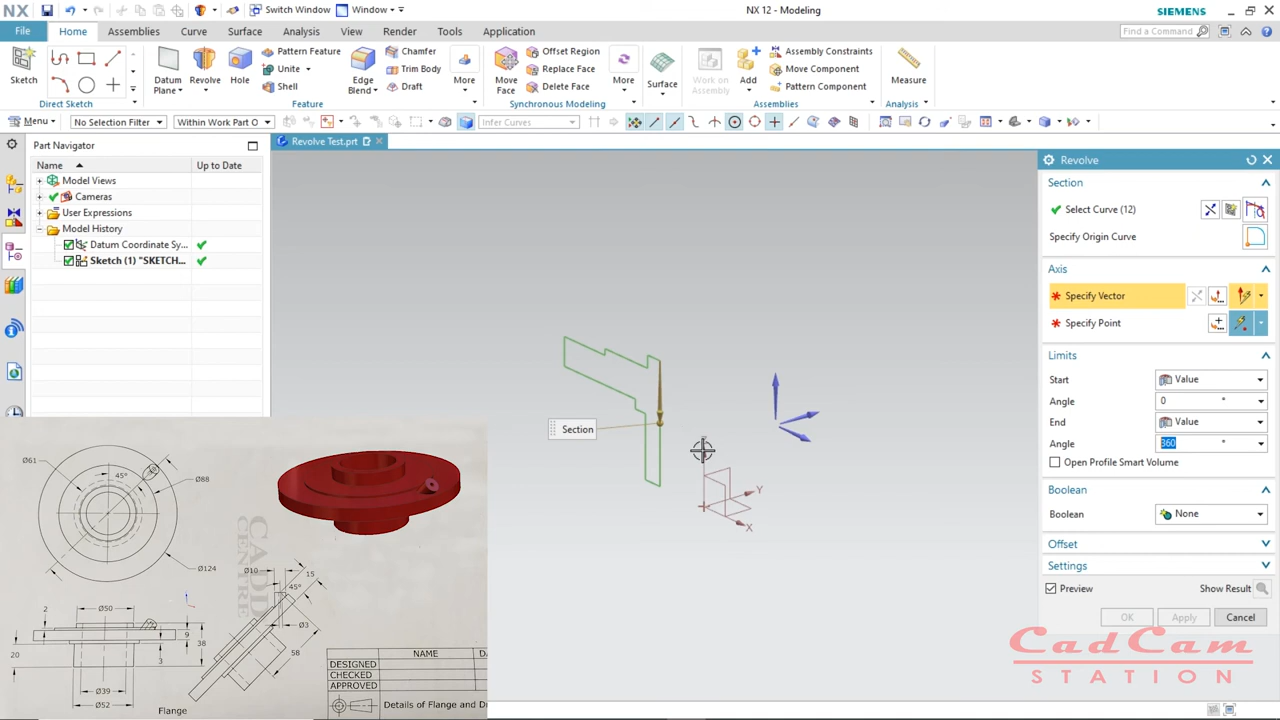 NX
Switch Window
Window
NX 12 - Modeling
SIEMENS
File
Home
Assemblies
Curve
Surface
Analysis
View
Render
Tools
Application
Find a Command
Sketch
Direct Sketch
Datum Plane
Revolve
Hole
Pattern Feature
Unite
Shell
Feature
Edge Blend
Chamfer
Trim Body
Draft
More
Move Face
Offset Region
Replace Face
Delete Face
More
Synchronous Modeling
Surface
Work on Assembly
Add
Assembly Constraints
Move Component
Pattern Component
Assemblies
Measure
Analysis
Menu
No Selection Filter
Within Work Part O
Infer Curves
Part Navigator
Name
Up to Date
Model Views
Cameras
User Expressions
Model History
Datum Coordinate Sy...
Sketch (1) "SKETCH...
Revolve Test.prt
Section
Y
X
Revolve
Section
Select Curve (12)
Specify Origin Curve
Axis
Specify Vector
Specify Point
Limits
Start
Value
Angle
0
°
End
Value
Angle
360
°
Open Profile Smart Volume
Boolean
Boolean
None
Offset
Settings
Preview
Show Result
OK
Apply
Cancel
CadCam
STATION
Ø61
45°
Ø88
Ø124
CADD
CENTRE
Ø10
15
45°
Ø3
58
2
Ø50
9
38
20
3
Ø39
Ø52
Flange
NAME
DESIGNED
CHECKED
APPROVED
Details of Flange and